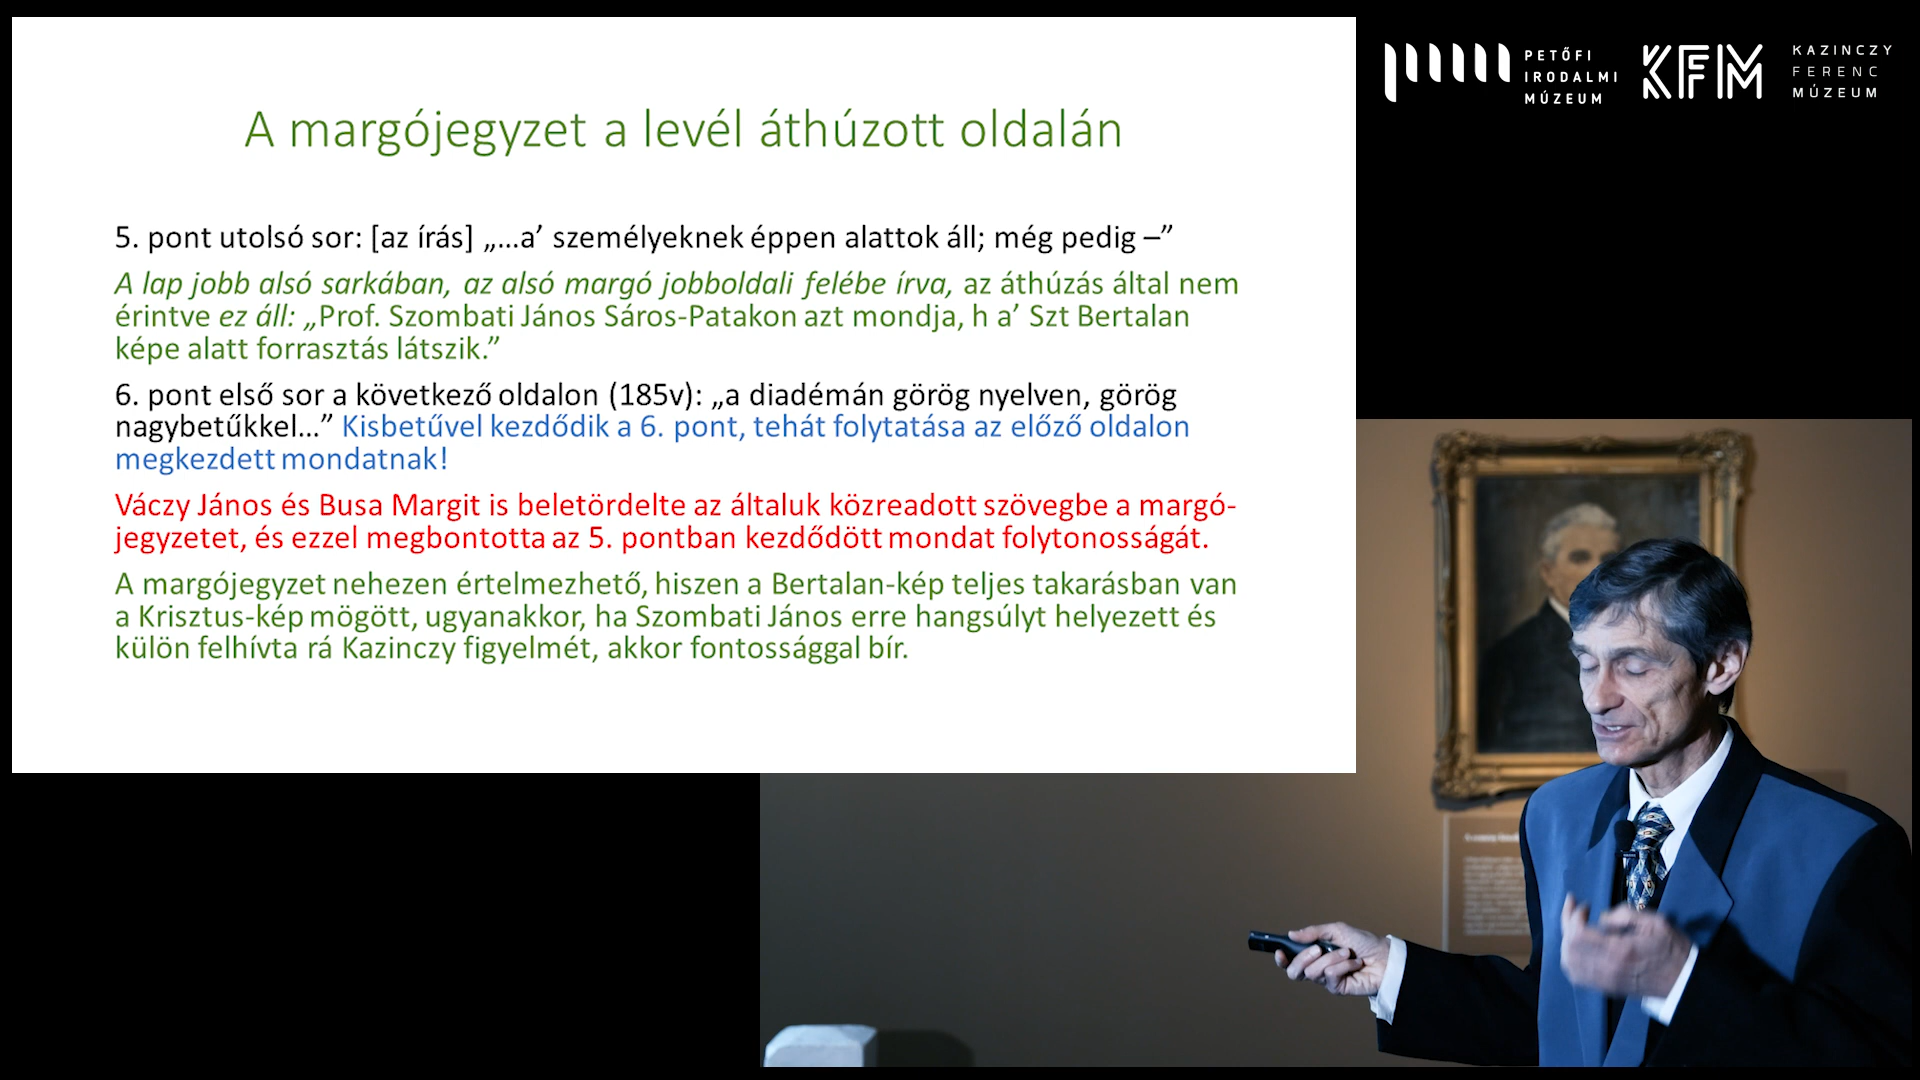 A margójegyzet a levél áthúzott oldalán
5. pont utolsó sor: [az írás] „…a’ személyeknek éppen alattok áll; még pedig –”
A lap jobb alsó sarkában, az alsó margó jobboldali felébe írva, az áthúzás által nem
érintve ez áll: „Prof. Szombati János Sáros-Patakon azt mondja, h a’ Szt Bertalan
képe alatt forrasztás látszik.”
6. pont első sor a következő oldalon (185v): „a diadémán görög nyelven, görög
nagybetűkkel…” Kisbetűvel kezdődik a 6. pont, tehát folytatása az előző oldalon
megkezdett mondatnak!
Váczy János és Busa Margit is beletördelte az általuk közreadott szövegbe a margó-
jegyzetet, és ezzel megbontotta az 5. pontban kezdődött mondat folytonosságát.
A margójegyzet nehezen értelmezhető, hiszen a Bertalan-kép teljes takarásban van
a Krisztus-kép mögött, ugyanakkor, ha Szombati János erre hangsúlyt helyezett és
külön felhívta rá Kazinczy figyelmét, akkor fontossággal bír.
PETŐFI
IRODALMI
MÚZEUM
KFM
KAZINCZY
FERENC
MÚZEUM